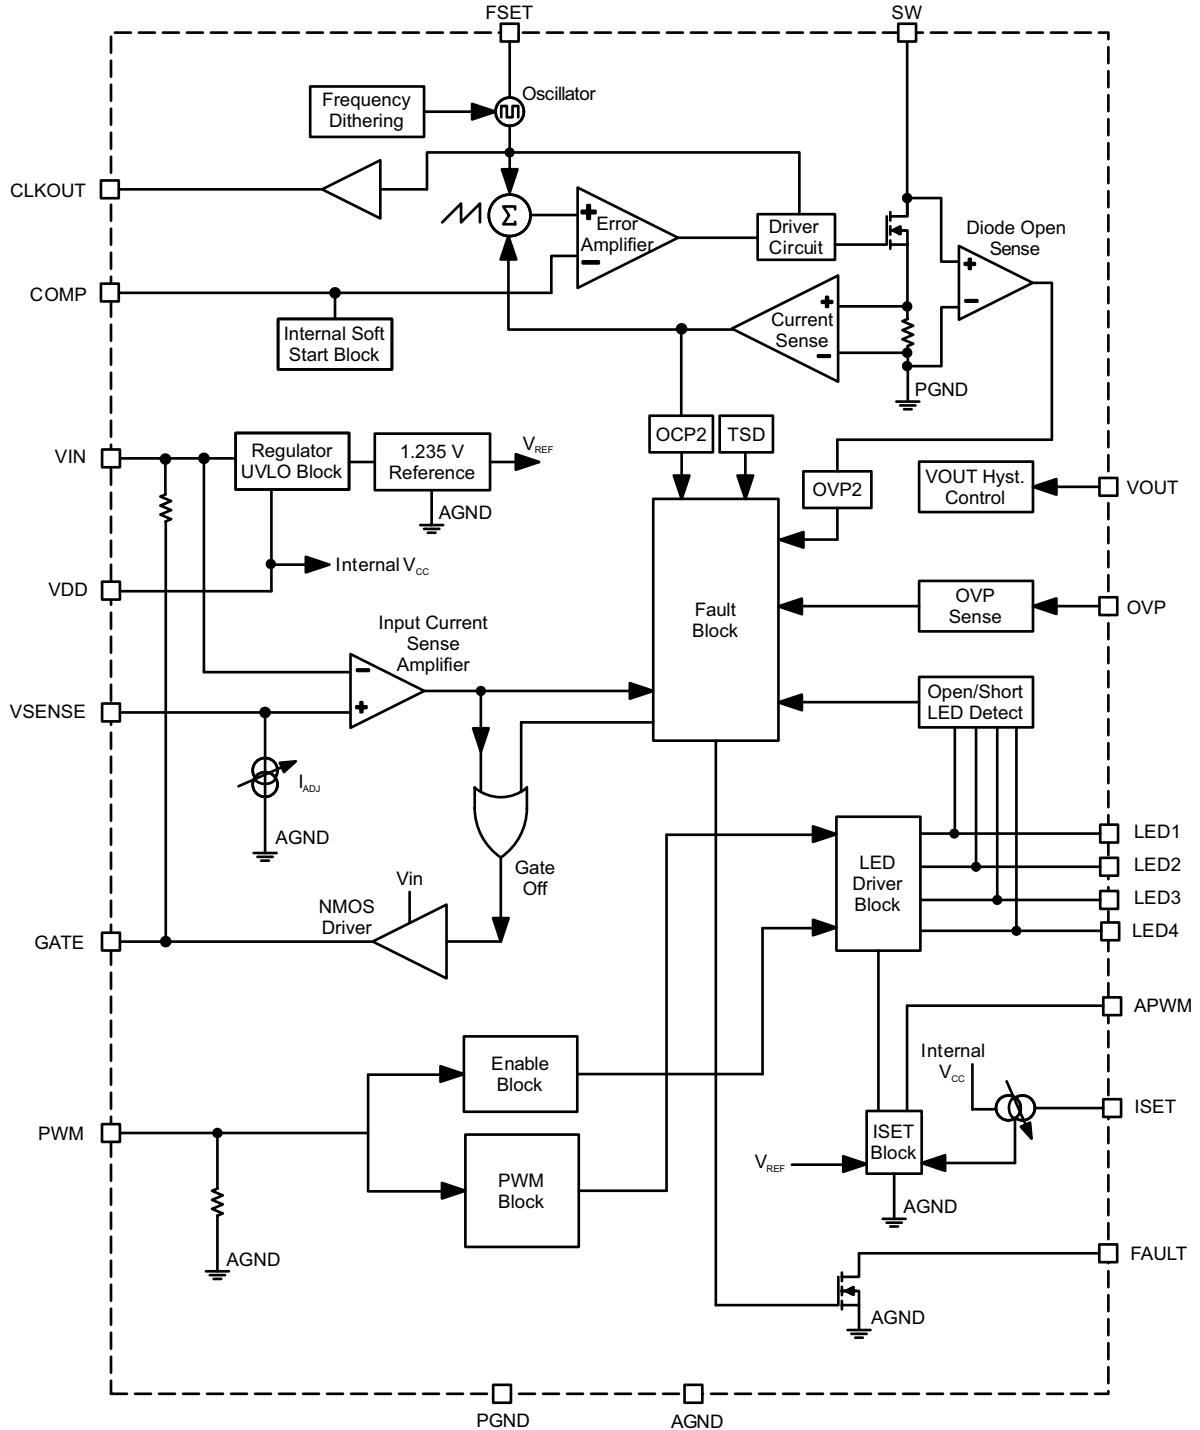 FSET
SW
Frequency
Dithering
Oscillator
CLKOUT
Σ
+
Error
Amplifier
−
Driver
Circuit
Diode Open
Sense
+
−
COMP
Internal Soft
Start Block
+
Current
Sense
−
PGND
OCP2
TSD
VIN
Regulator
UVLO Block
1.235 V
Reference
VREF
AGND
OVP2
VOUT Hyst.
Control
VOUT
Internal VCC
VDD
Fault
Block
OVP
Sense
OVP
Input Current
Sense
Amplifier
−
+
VSENSE
Open/Short
LED Detect
IADJ
AGND
LED
Driver
Block
LED1
LED2
LED3
LED4
Gate
Off
Vin
NMOS
Driver
GATE
APWM
Enable
Block
Internal
VCC
ISET
PWM
ISET
Block
VREF
PWM
Block
AGND
AGND
FAULT
AGND
PGND
AGND